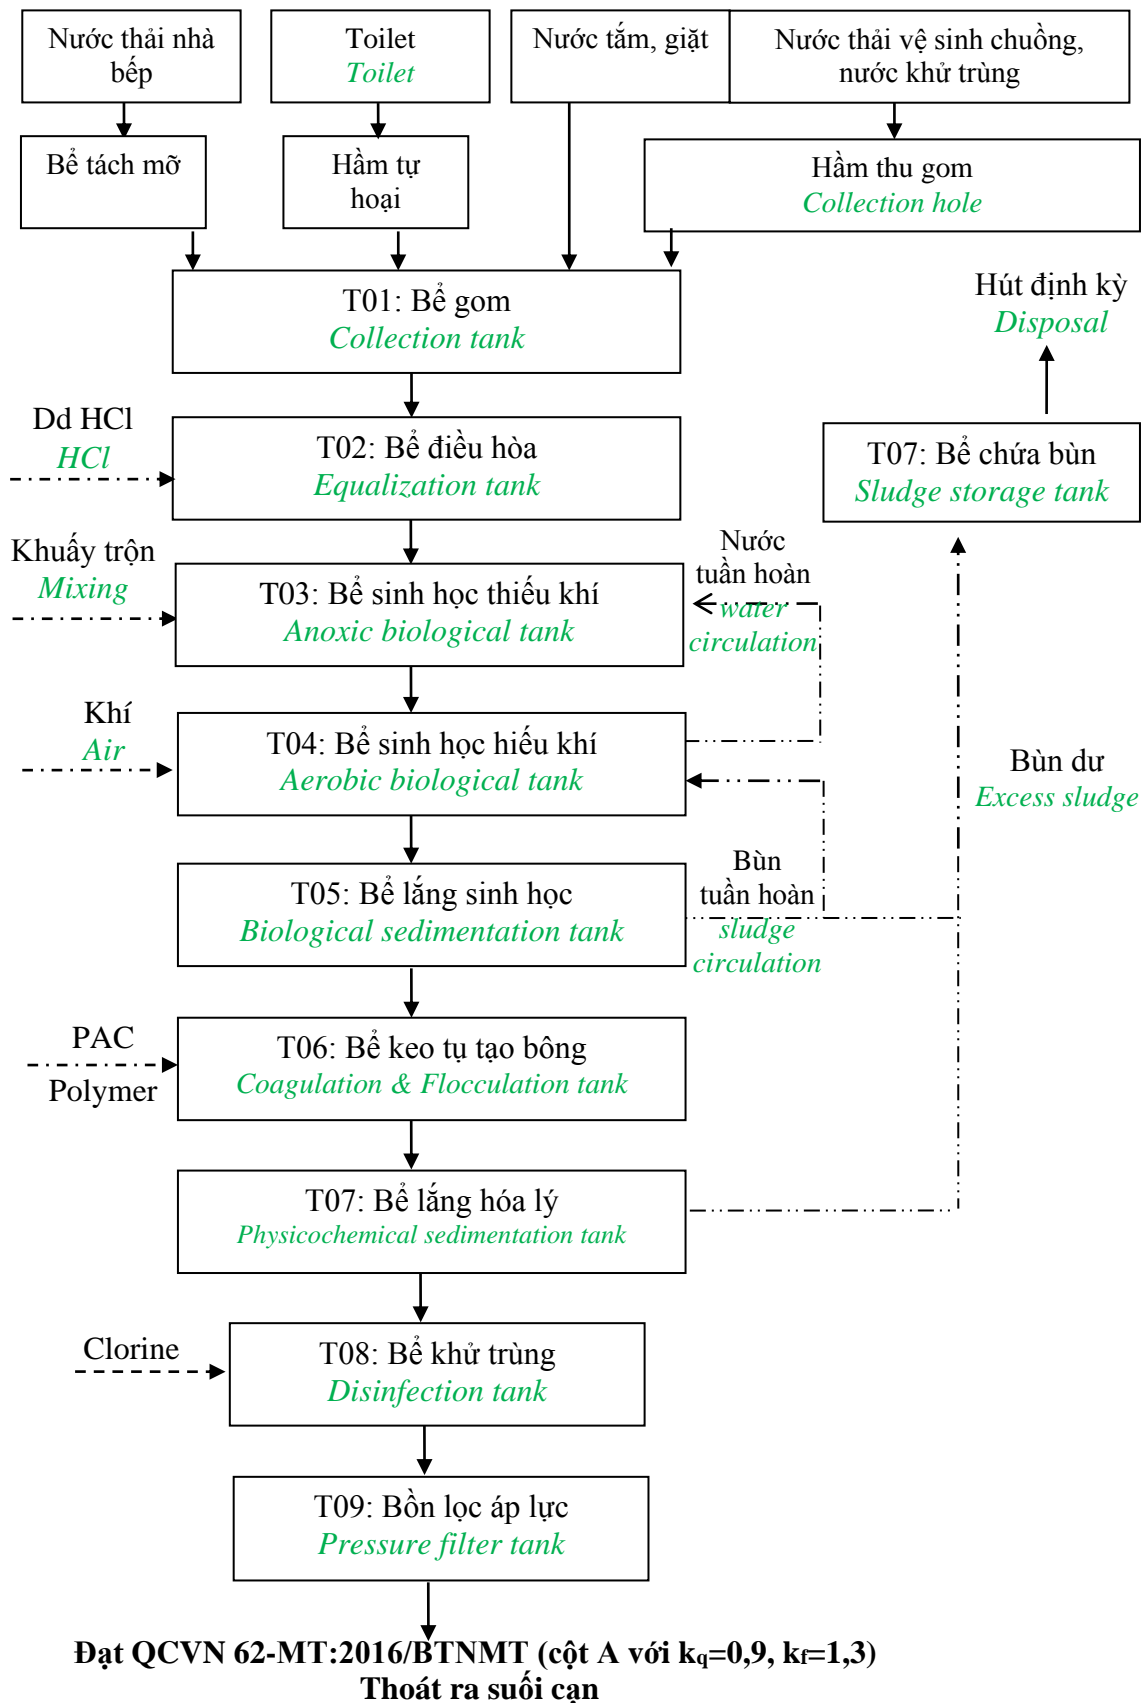 Nước thải nhà
bếp
Toilet
Toilet
Nước tắm, giặt
Nước thải vệ sinh chuồng,
nước khử trùng
Bể tách mỡ
Hầm tự
hoại
Hầm thu gom
Collection hole
T01: Bể gom
Collection tank
Hút định kỳ
Disposal
Dd HCl
HCl
T02: Bể điều hòa
Equalization tank
T07: Bể chứa bùn
Sludge storage tank
Khuấy trộn
Mixing
T03: Bể sinh học thiếu khí
Anoxic biological tank
Nước
tuần hoàn
water
circulation
Khí
Air
T04: Bể sinh học hiếu khí
Aerobic biological tank
Bùn dư
Excess sludge
T05: Bể lắng sinh học
Biological sedimentation tank
Bùn
tuần hoàn
sludge
circulation
PAC
Polymer
T06: Bể keo tụ tạo bông
Coagulation & Flocculation tank
T07: Bể lắng hóa lý
Physicochemical sedimentation tank
Clorine
T08: Bể khử trùng
Disinfection tank
T09: Bồn lọc áp lực
Pressure filter tank
Đạt QCVN 62-MT:2016/BTNMT (cột A với kq=0,9, kf=1,3)
Thoát ra suối cạn